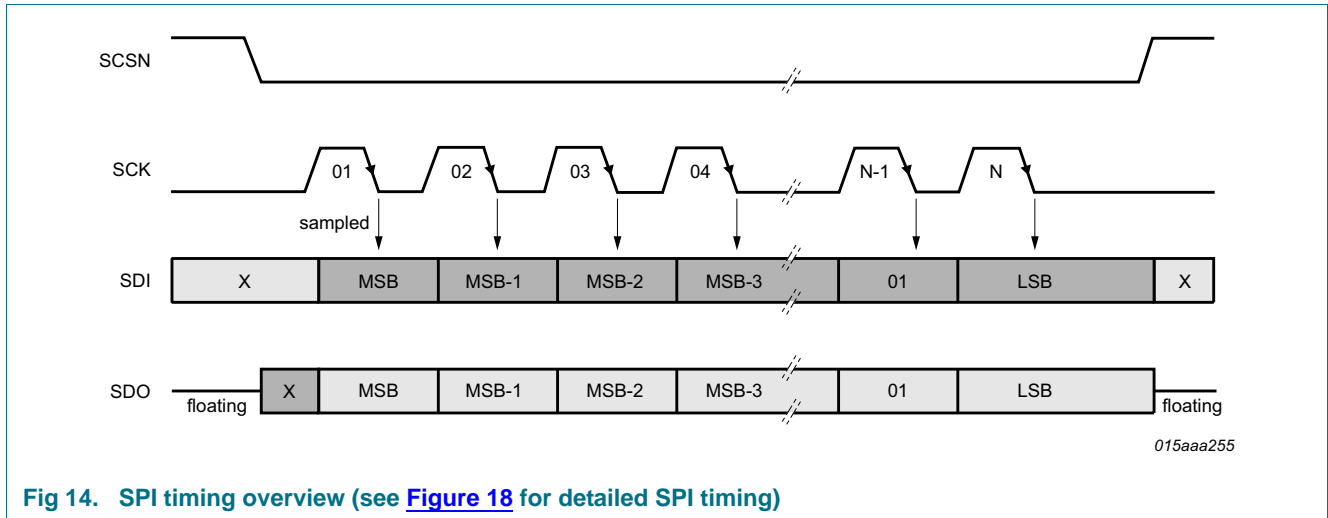 SCSN
SCK
01 02 03 04 N-1 N
sampled
SDI
X MSB MSB-1 MSB-2 MSB-3 01 LSB X
SDO
floating
X MSB MSB-1 MSB-2 MSB-3 01 LSB
floating
015aaa255
Fig 14. SPI timing overview (see Figure 18 for detailed SPI timing)